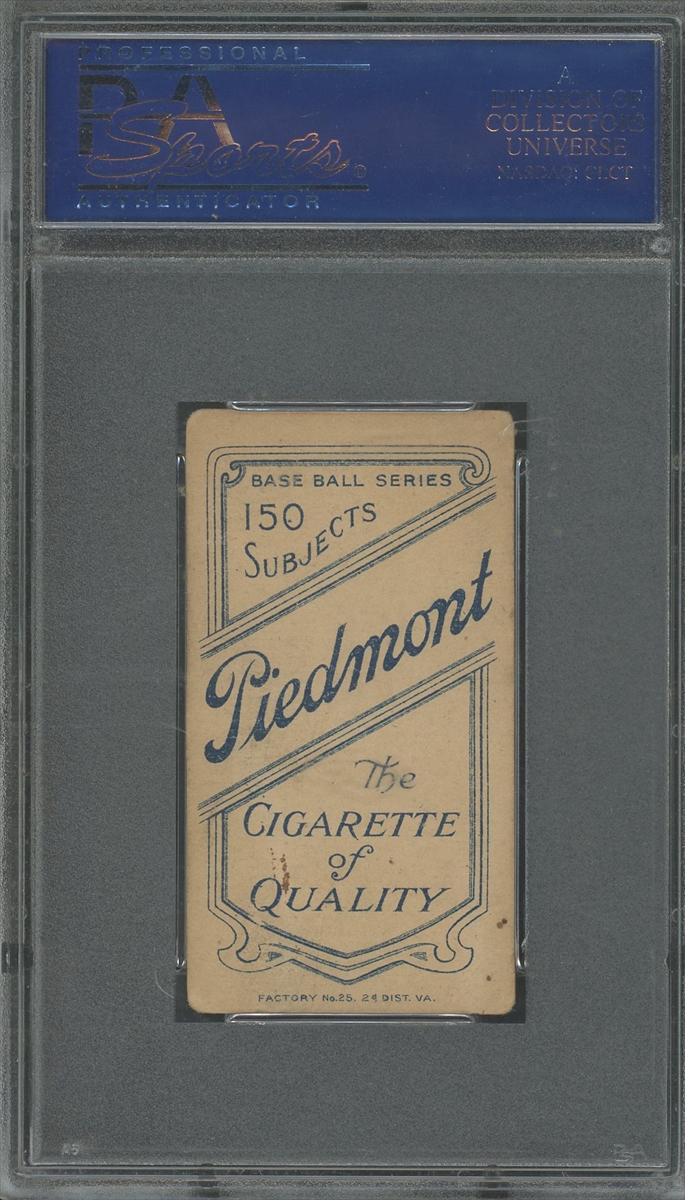 PROFESSIONAL
PSA
Sports
AUTHENTICATOR
A
DIVISION OF
COLLECTORS
UNIVERSE
NASDAQ: CLCT
BASE BALL SERIES
150
SUBJECTS
Piedmont
The
CIGARETTE
of
QUALITY
FACTORY No. 25. 2d DIST. VA.
PSA